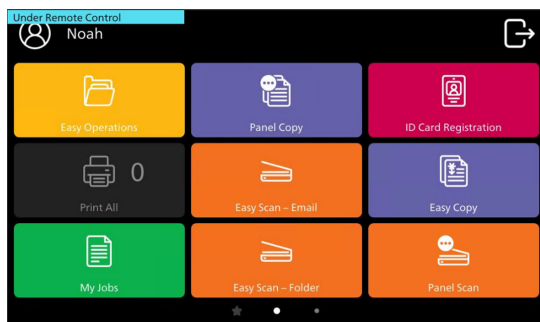 Under Remote Control
Noah
Easy Operations
Panel Copy
ID Card Registration
0
Print All
Easy Scan – Email
Easy Copy
My Jobs
Easy Scan – Folder
Panel Scan